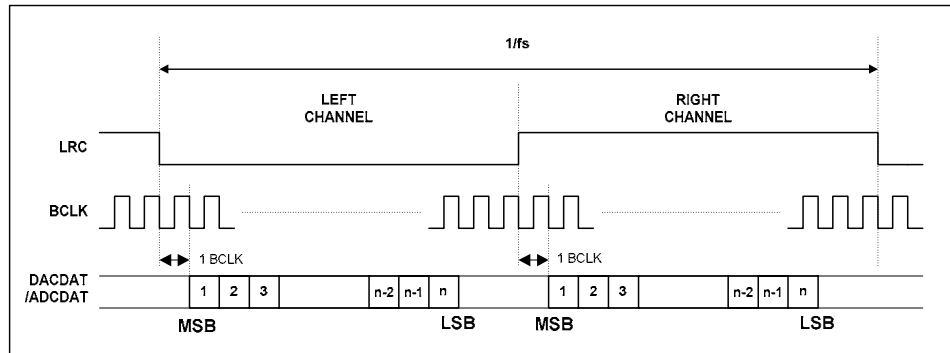 1/fs
LEFT
CHANNEL
RIGHT
CHANNEL
LRC
BCLK
1 BCLK
1 BCLK
DACDAT
/ADCDAT
1 2 3 n-2 n-1 n 1 2 3 n-2 n-1 n
MSB LSB MSB LSB